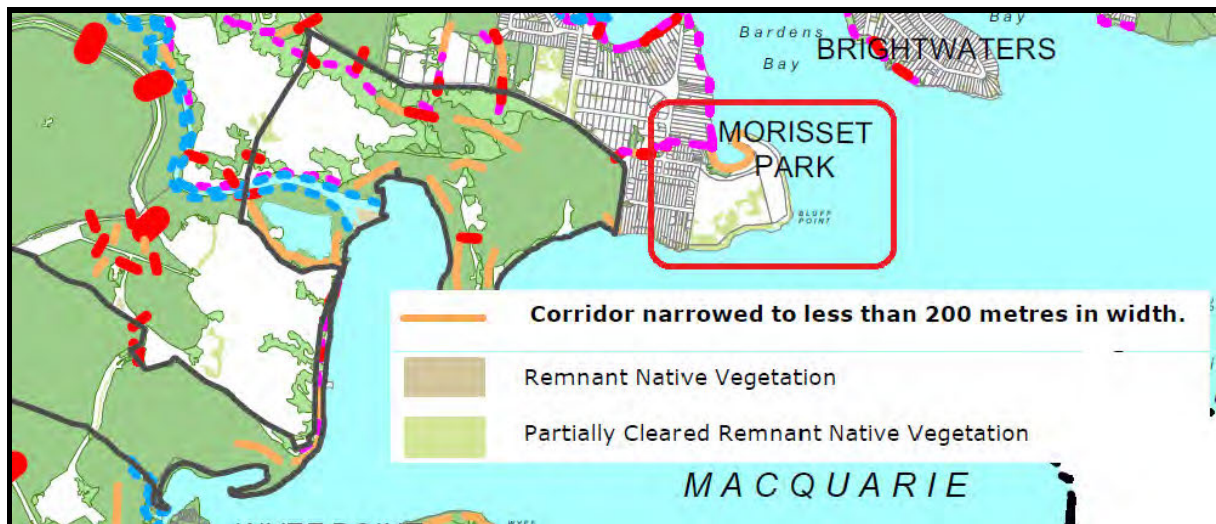 Bay
Bardens
Bay
BRIGHTWATERS
MORISSET
PARK
BLUFF
POINT
Corridor narrowed to less than 200 metres in width.
Remnant Native Vegetation
Partially Cleared Remnant Native Vegetation
MACQUARIE